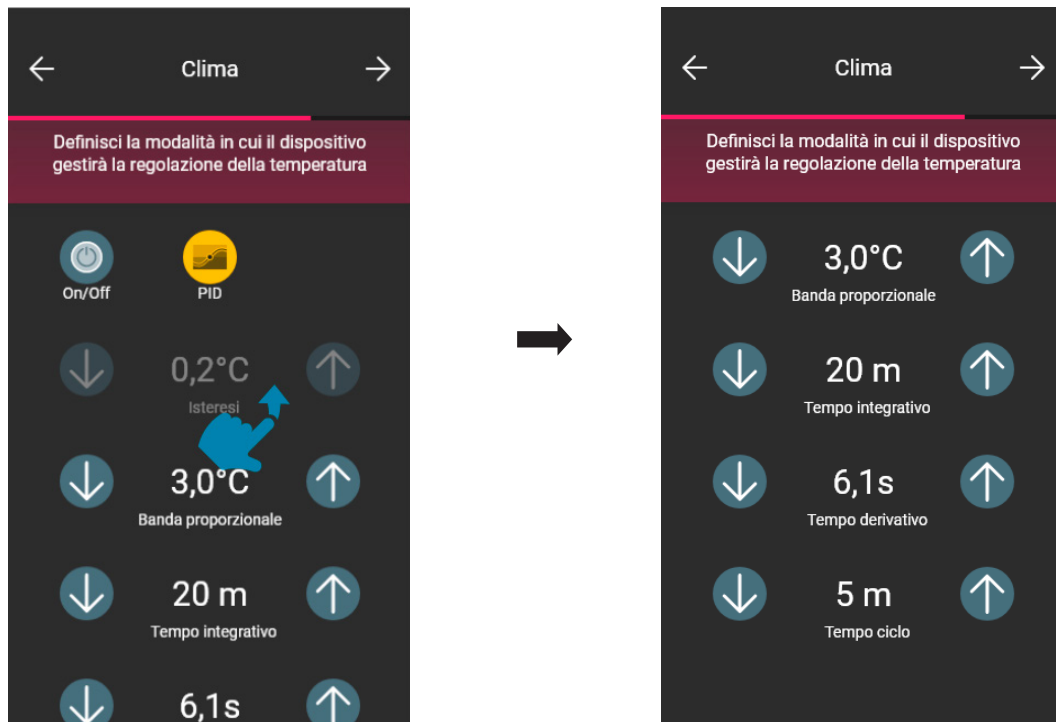 Clima
Definisci la modalità in cui il dispositivo
gestirà la regolazione della temperatura
On/Off
PID
0,2°C
Isteresi
3,0°C
Banda proporzionale
20 m
Tempo integrativo
6,1s
Clima
Definisci la modalità in cui il dispositivo
gestirà la regolazione della temperatura
3,0°C
Banda proporzionale
20 m
Tempo integrativo
6,1s
Tempo derivativo
5 m
Tempo ciclo